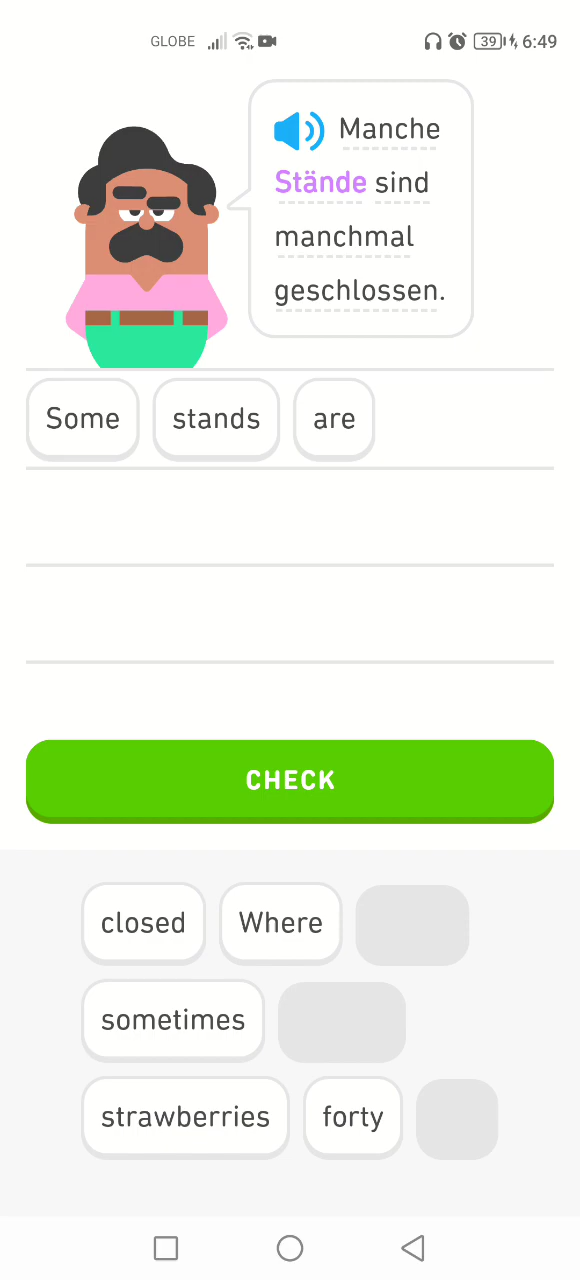 GLOBE 39 6:49
Manche
Stände sind
manchmal
geschlossen.
Some stands are
CHECK
closed Where
sometimes
strawberries forty